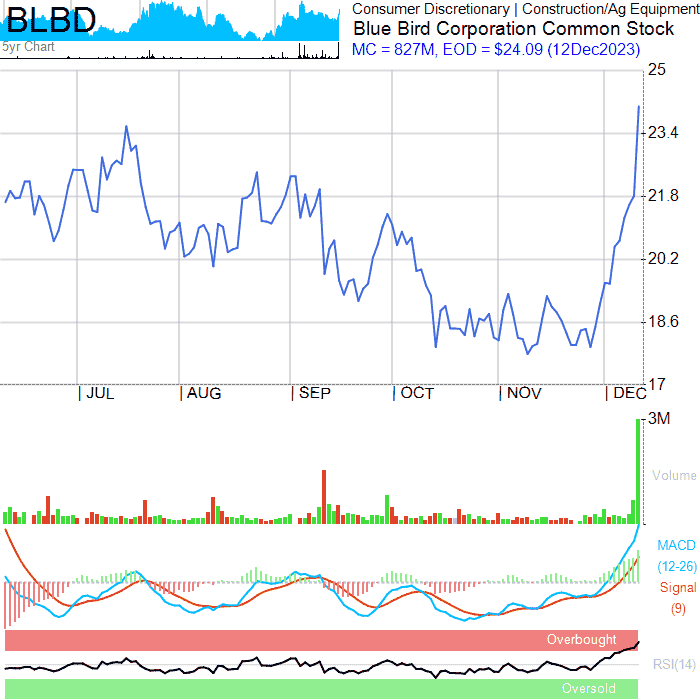 BLBD
5yr Chart
Consumer Discretionary | Construction/Ag Equipment
Blue Bird Corporation Common Stock
MC = 827M, EOD = $24.09 (12Dec2023)
25
23.4
21.8
20.2
18.6
17
| JUL | AUG | SEP | OCT | NOV | DEC
3M
Volume
MACD
(12-26)
Signal
(9)
Overbought
RSI(14)
Oversold